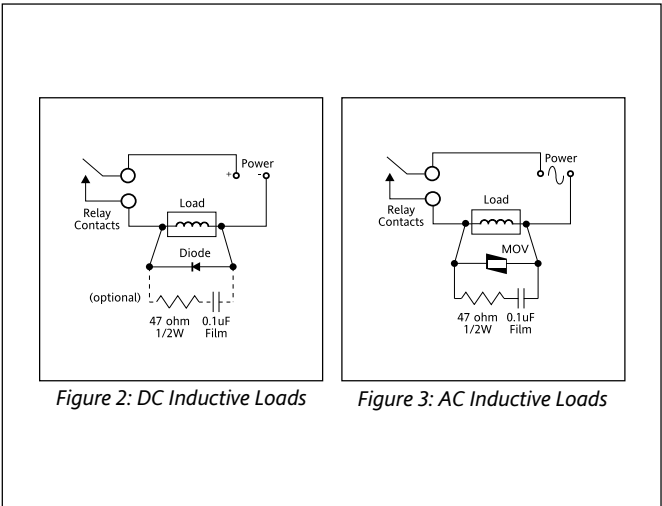 Power
+ -
Load
Relay
Contacts
Diode
(optional)
47 ohm
1/2W
0.1uF
Film
Figure 2: DC Inductive Loads
Power
Load
Relay
Contacts
MOV
47 ohm
1/2W
0.1uF
Film
Figure 3: AC Inductive Loads